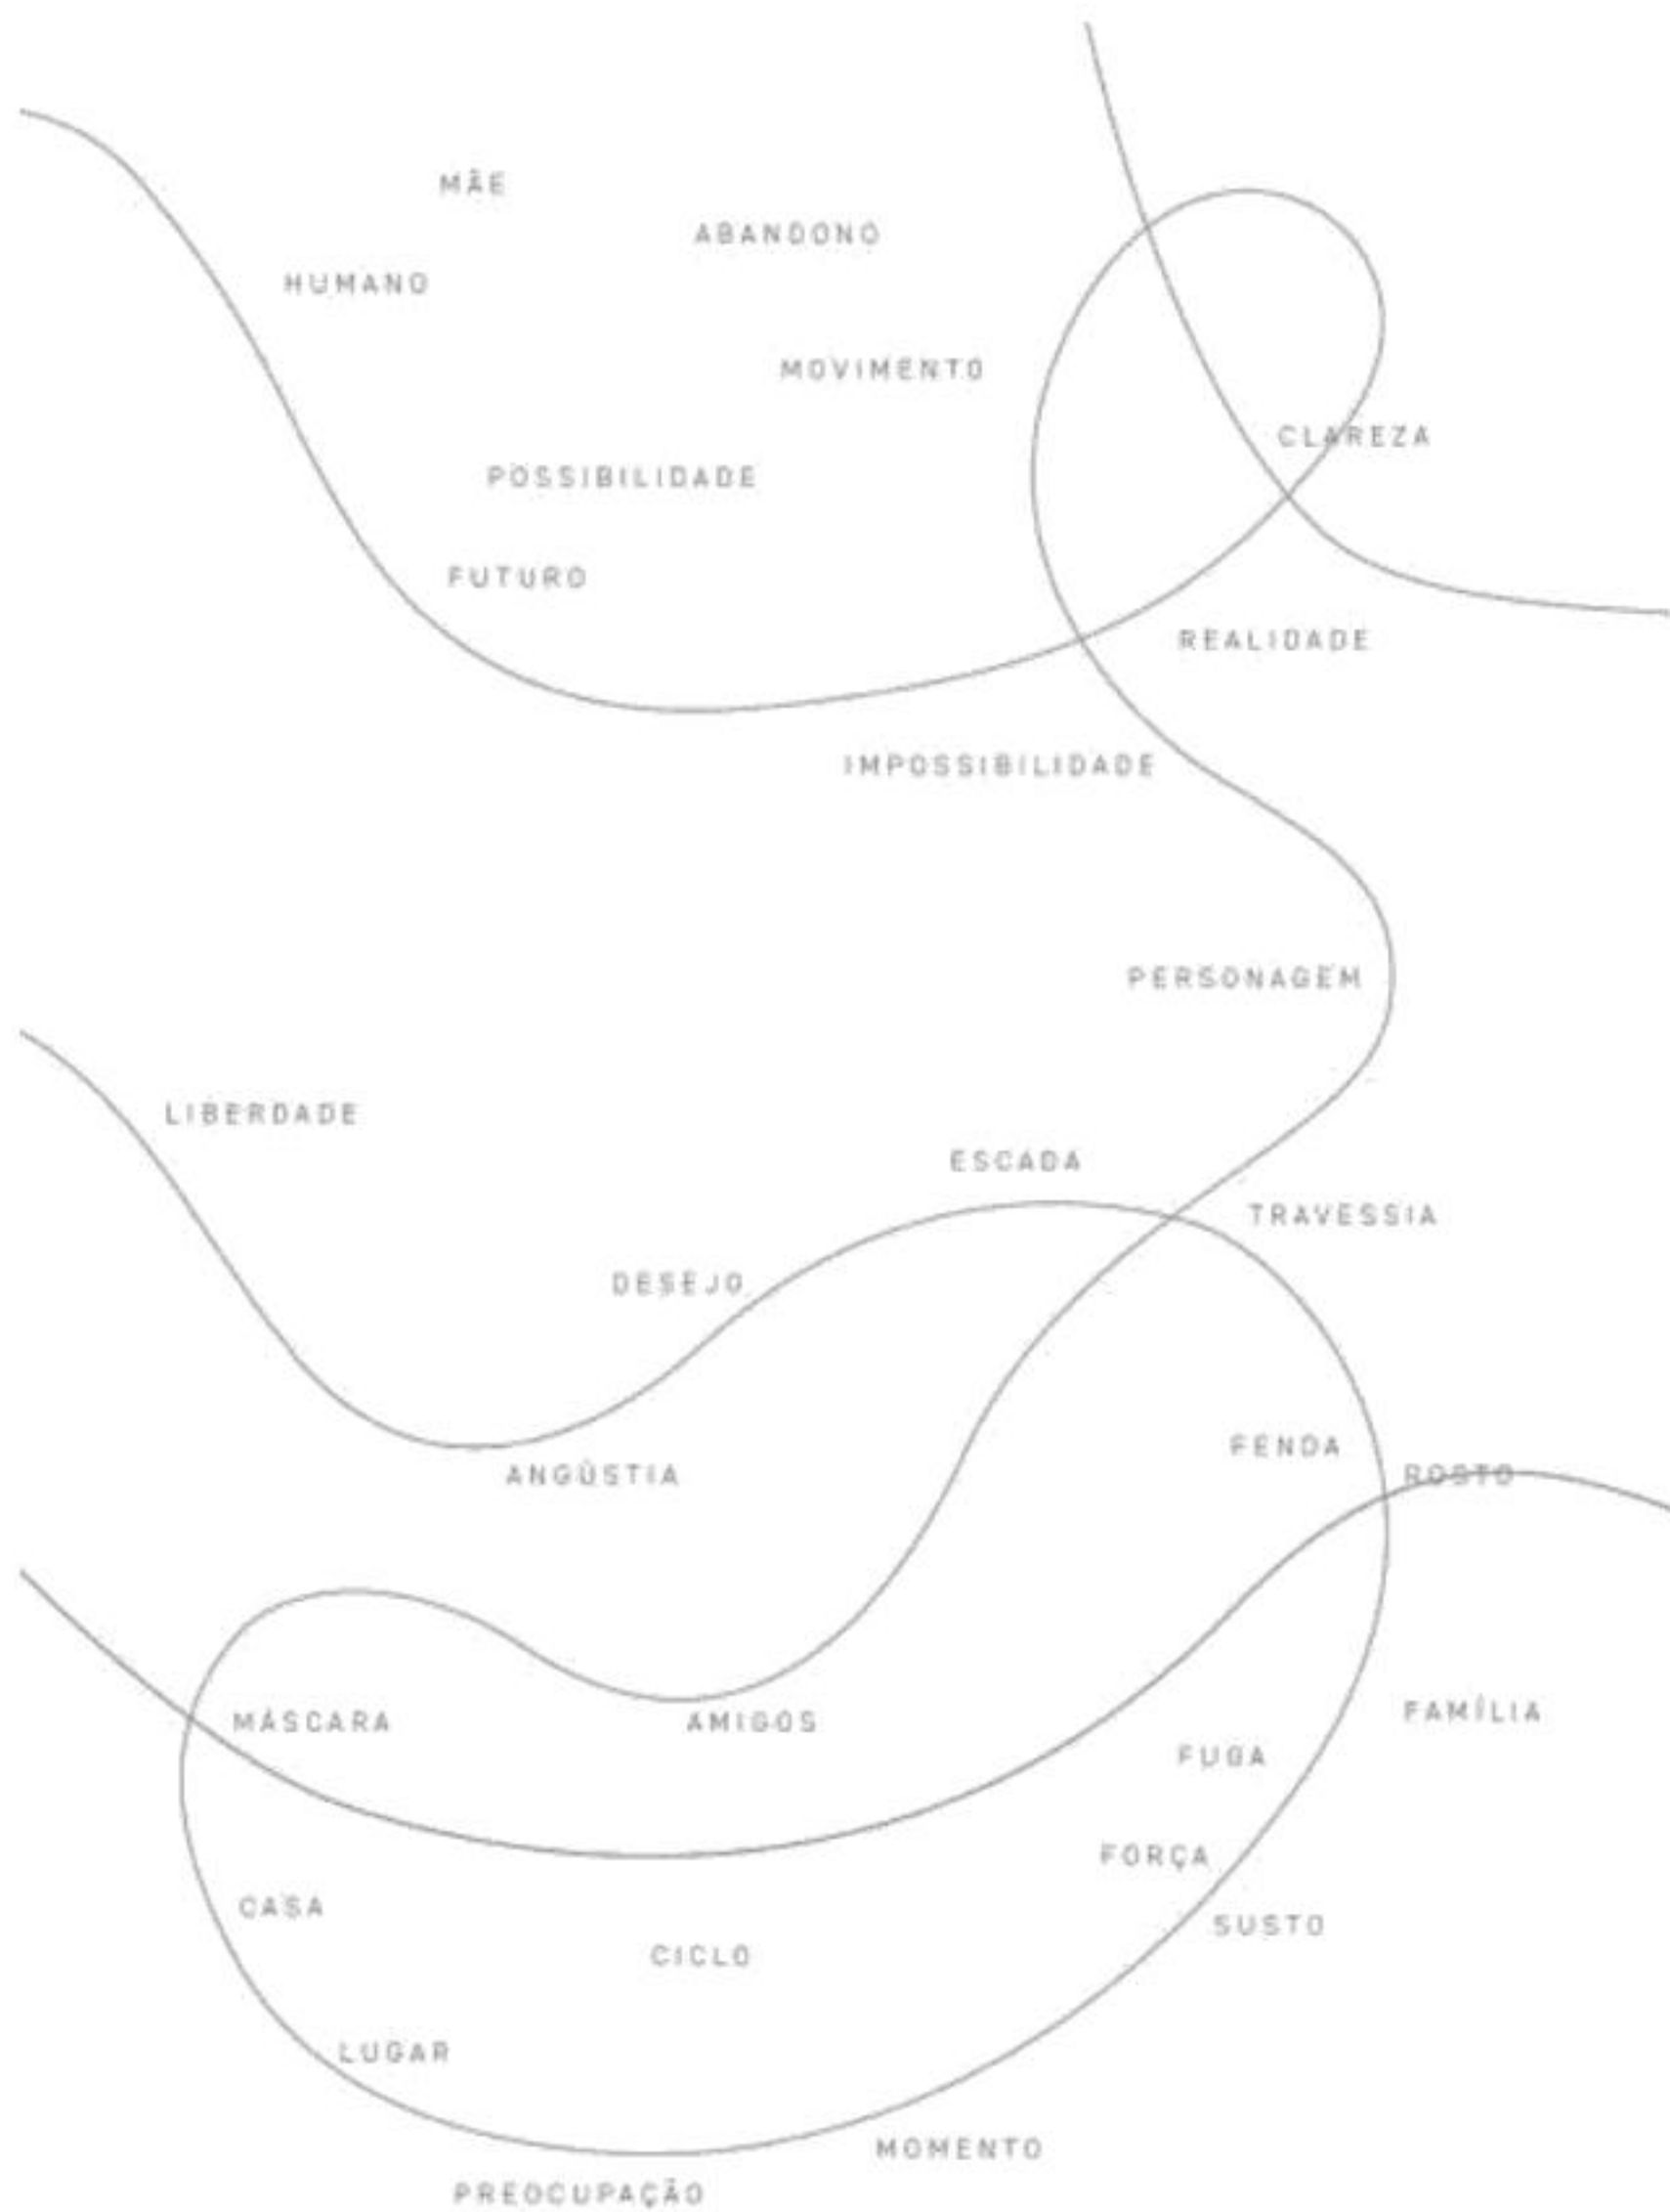 MÃE
ABANDONO
HUMANO
MOVIMENTO
CLAREZA
POSSIBILIDADE
FUTURO
REALIDADE
IMPOSSIBILIDADE
PERSONAGEM
LIBERDADE
ESCADA
TRAVESSIA
DESEJO
FENDA
ROSTO
ANGÚSTIA
FAMÍLIA
MÁSCARA
AMIGOS
FUGA
FORÇA
CASA
SUSTO
CICLO
LUGAR
MOMENTO
PREOCUPAÇÃO